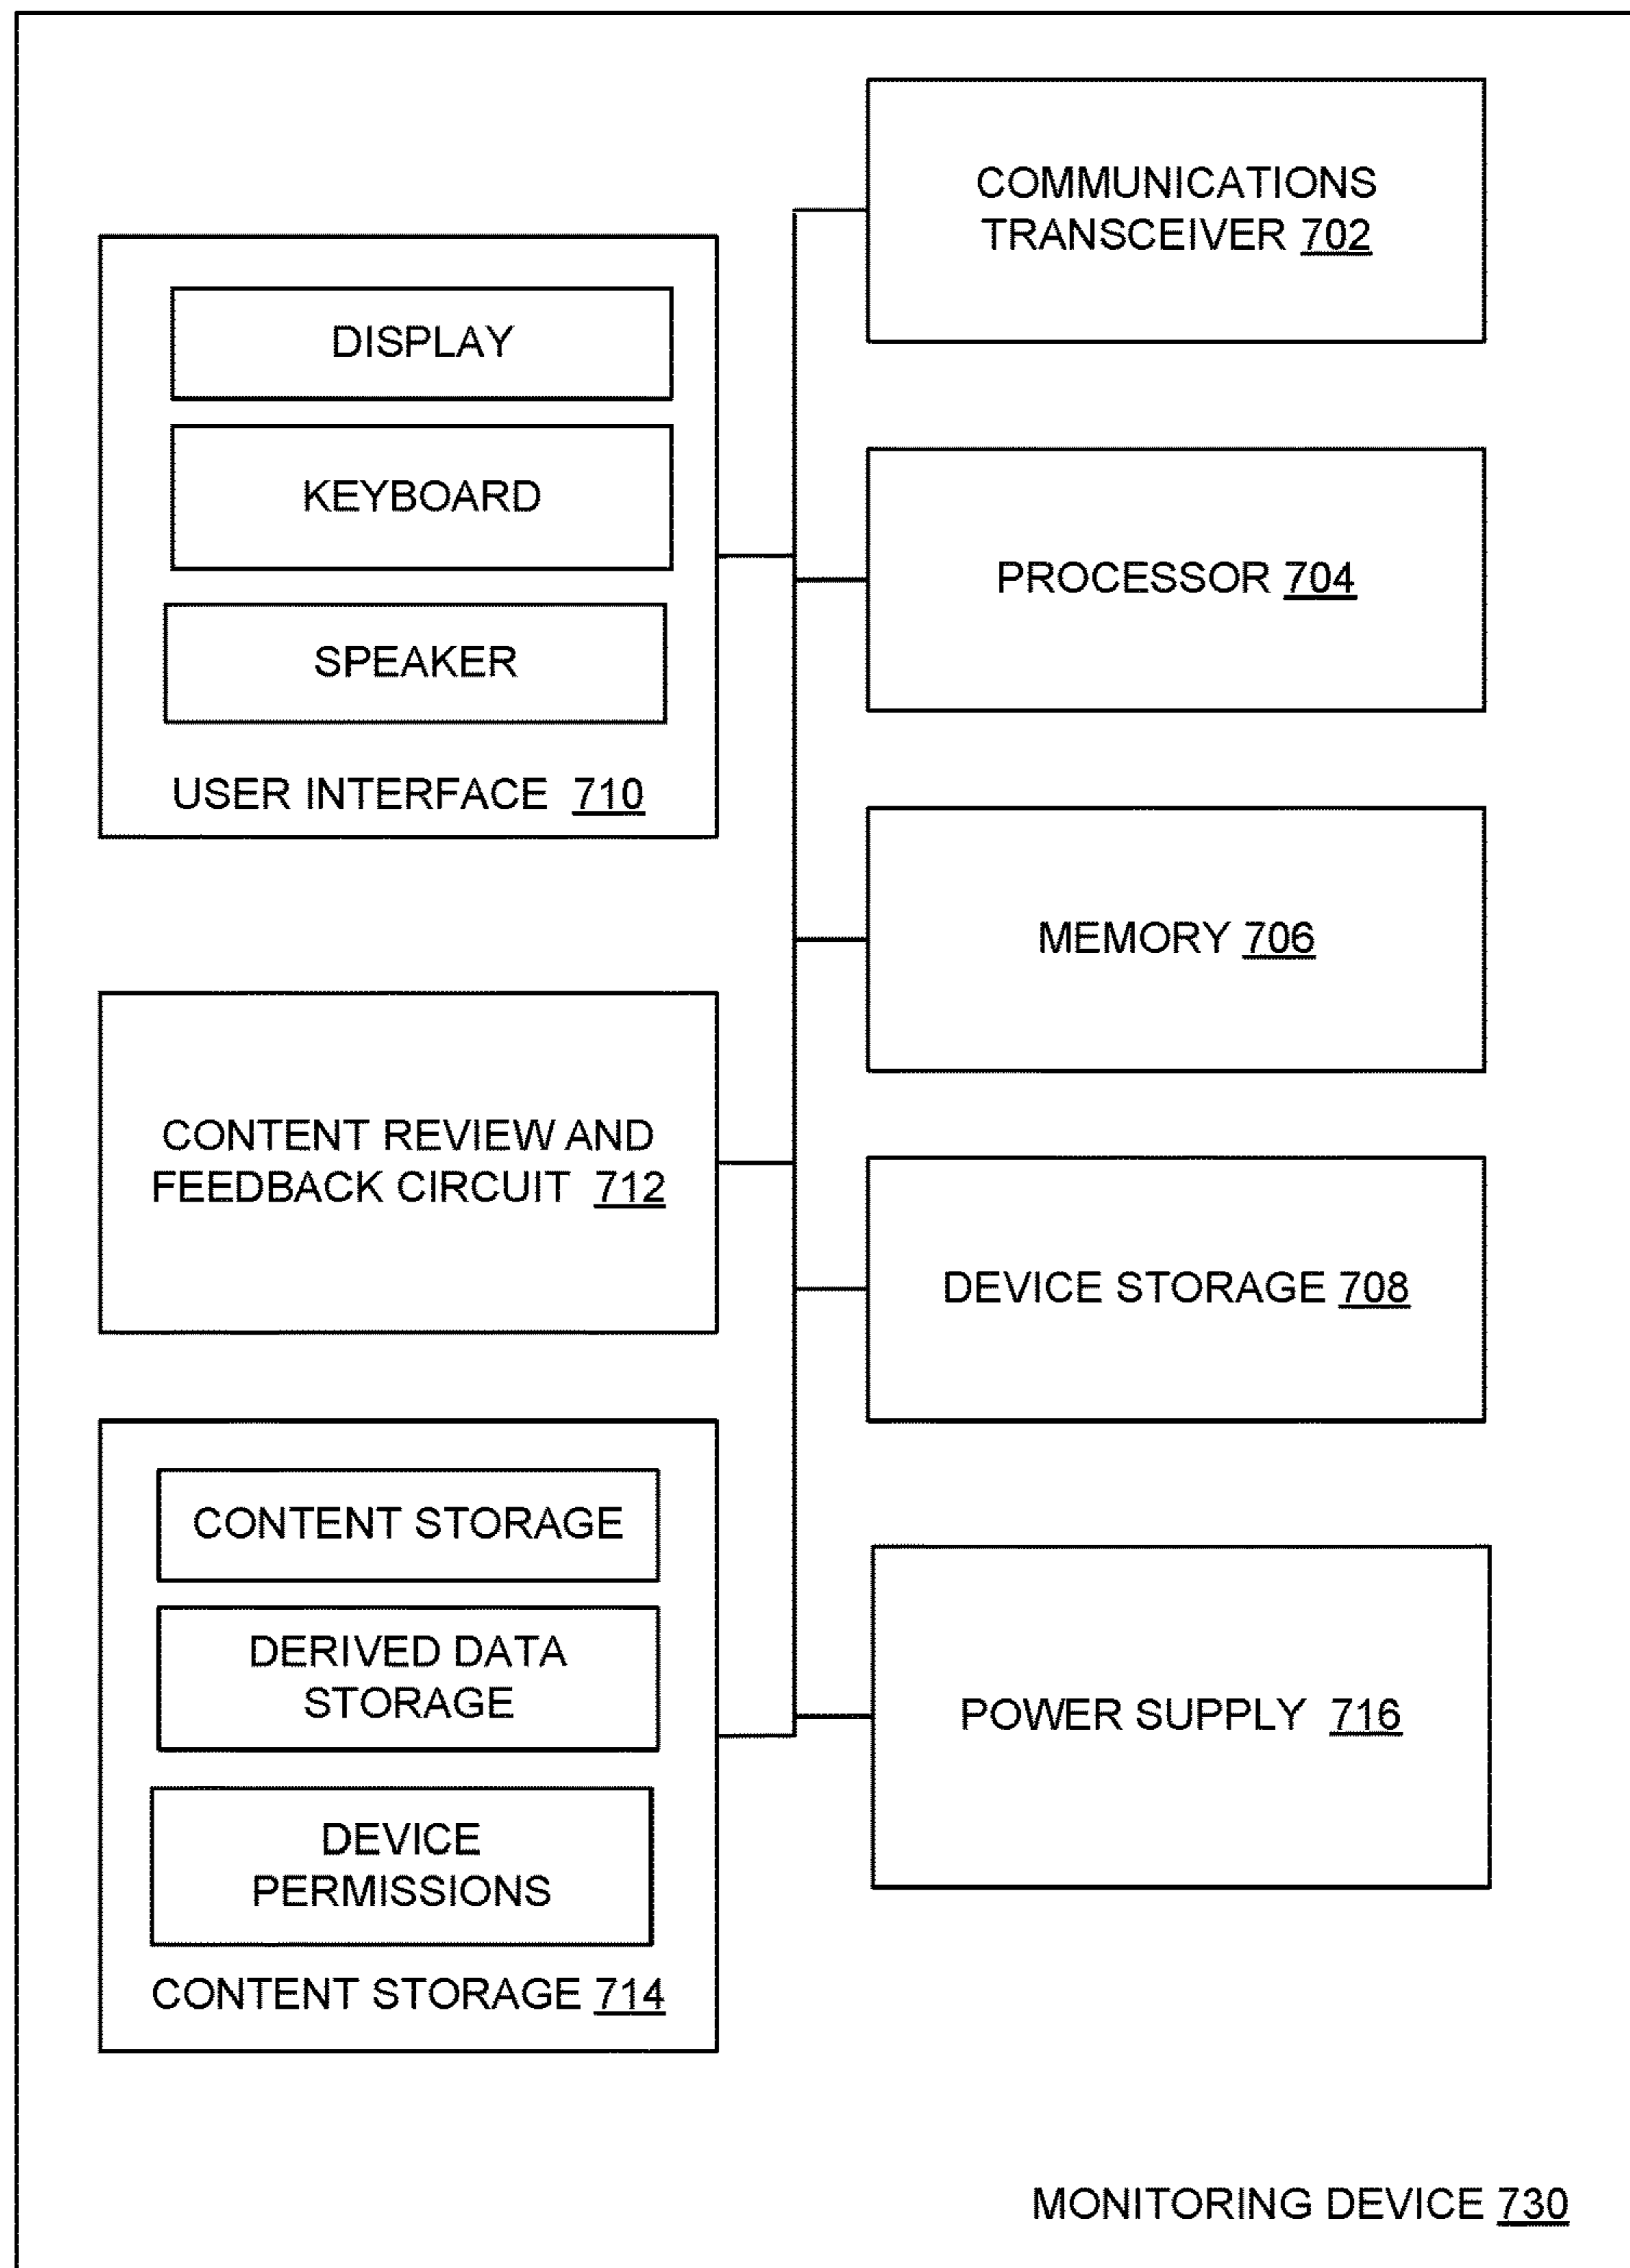 DISPLAY
KEYBOARD
SPEAKER
USER INTERFACE 710
CONTENT REVIEW AND
FEEDBACK CIRCUIT 712
CONTENT STORAGE
DERIVED DATA
STORAGE
DEVICE
PERMISSIONS
CONTENT STORAGE 714
COMMUNICATIONS
TRANSCEIVER 702
PROCESSOR 704
MEMORY 706
DEVICE STORAGE 708
POWER SUPPLY 716
MONITORING DEVICE 730